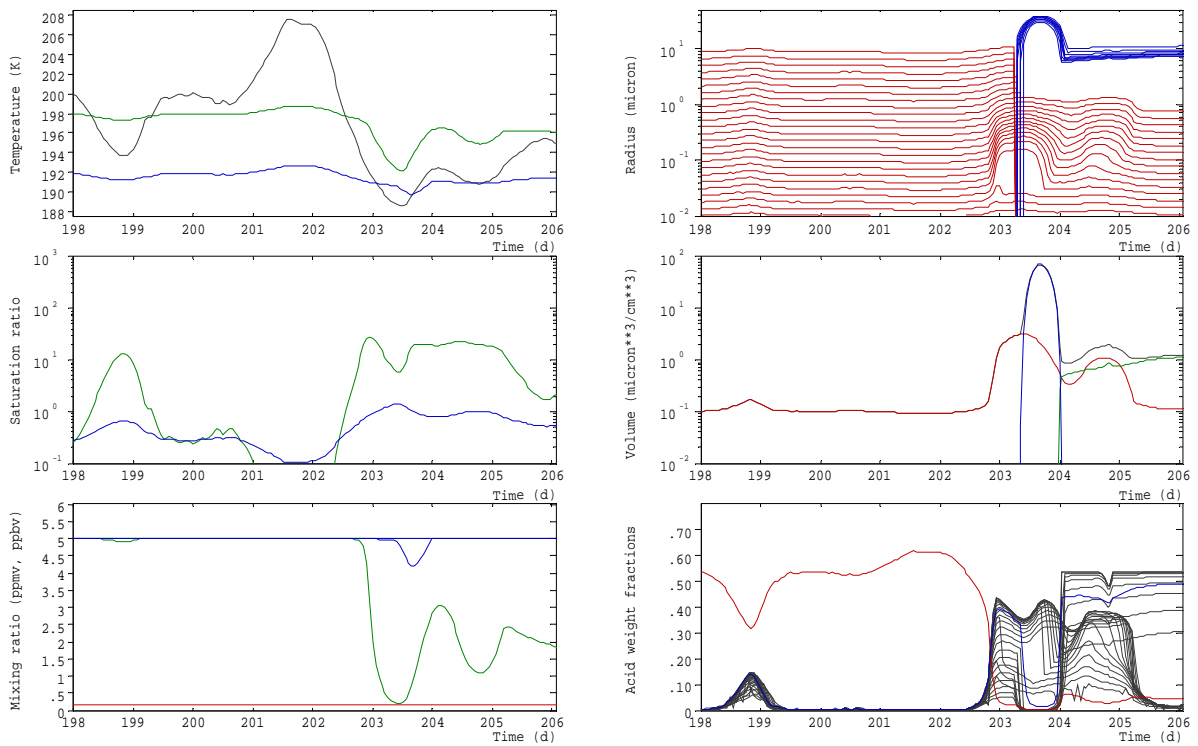 Temperature (K)
208
206
204
202
200
198
196
194
192
190
188
198 199 200 201 202 203 204 205 206
Time (d)
Radius (micron)
10 1
10 0
10 -1
10 -2
198 199 200 201 202 203 204 205 206
Time (d)
Saturation ratio
10 3
10 2
10 1
10 0
10 -1
198 199 200 201 202 203 204 205 206
Time (d)
Volume (micron**3/cm**3)
10 2
10 1
10 0
10 -1
10 -2
198 199 200 201 202 203 204 205 206
Time (d)
Mixing ratio (ppmv, ppbv)
6
5.5
5
4.5
4
3.5
3
2.5
2
1.5
1
.5
0
198 199 200 201 202 203 204 205 206
Time (d)
Acid weight fractions
.70
.60
.50
.40
.30
.20
.10
0
198 199 200 201 202 203 204 205 206
Time (d)